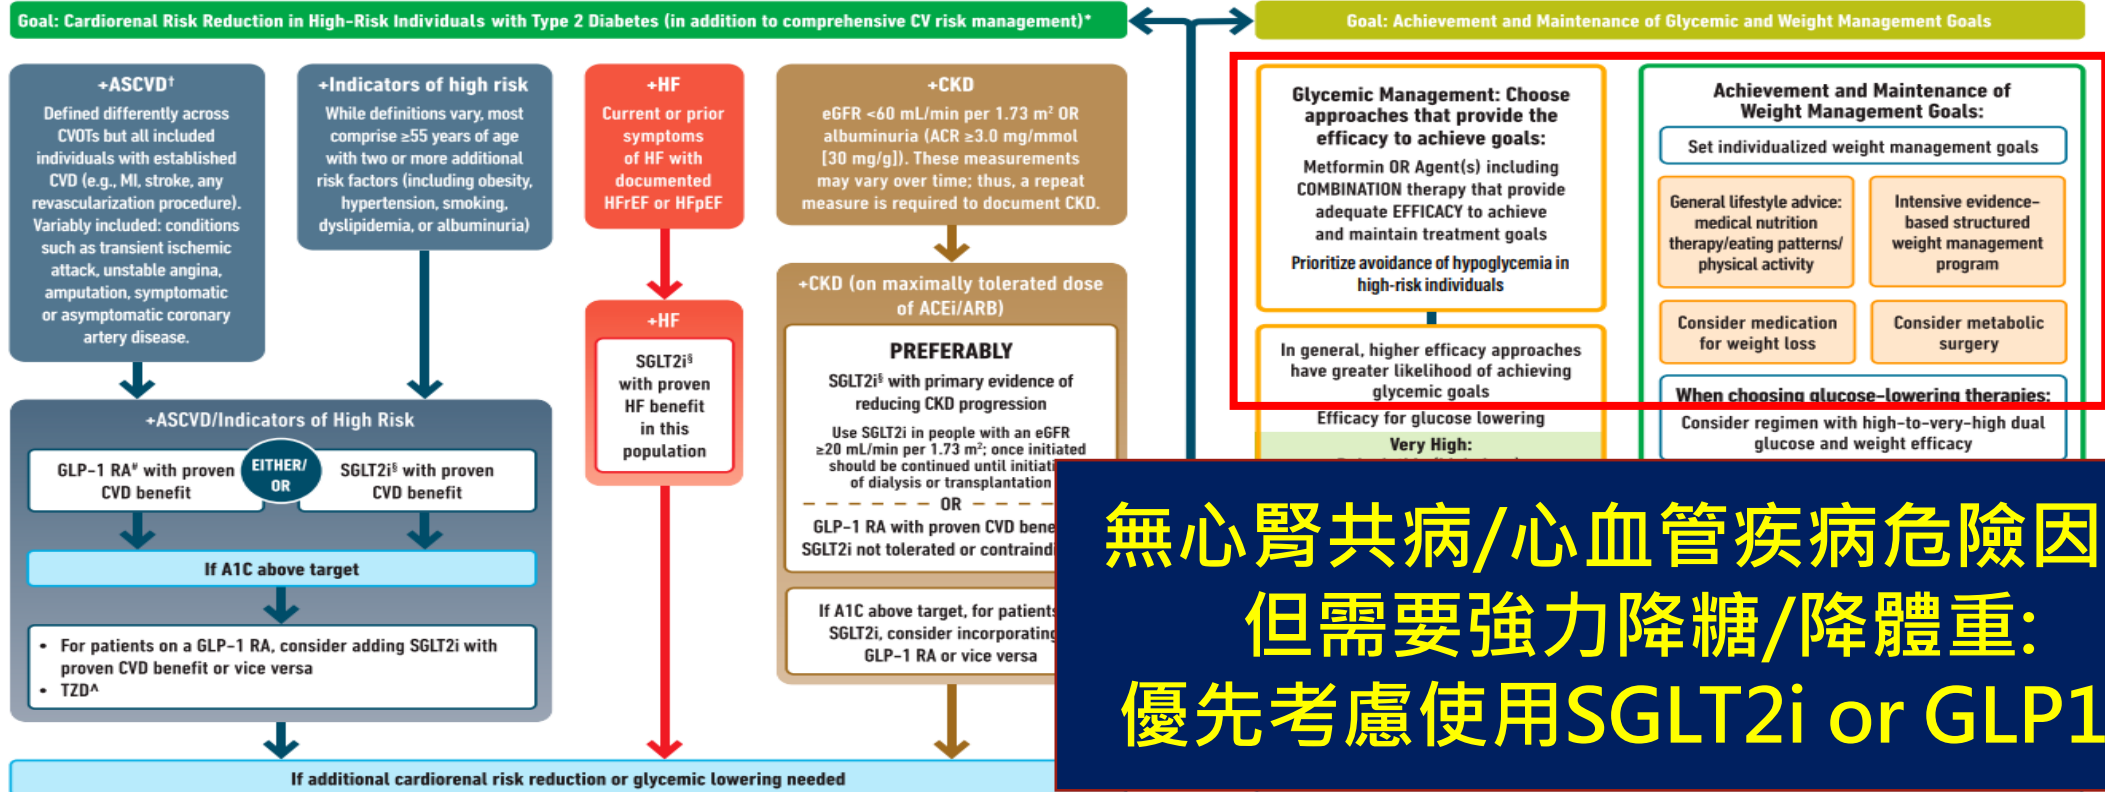 Goal: Cardiorenal Risk Reduction in High-Risk Individuals with Type 2 Diabetes (in addition to comprehensive CV risk management)*
Goal: Achievement and Maintenance of Glycemic and Weight Management Goals
+ASCVD†
Defined differently across
CVOTs but all included
individuals with established
CVD (e.g., MI, stroke, any
revascularization procedure).
Variably included: conditions
such as transient ischemic
attack, unstable angina,
amputation, symptomatic
or asymptomatic coronary
artery disease.
+Indicators of high risk
While definitions vary, most
comprise ≥55 years of age
with two or more additional
risk factors (including obesity,
hypertension, smoking,
dyslipidemia, or albuminuria)
+HF
Current or prior
symptoms
of HF with
documented
HFrEF or HFpEF
+CKD
eGFR <60 mL/min per 1.73 m² OR
albuminuria (ACR ≥3.0 mg/mmol
[30 mg/g]). These measurements
may vary over time; thus, a repeat
measure is required to document CKD.
+ASCVD/Indicators of High Risk
GLP-1 RA# with proven
CVD benefit
EITHER/
OR
SGLT2i§ with proven
CVD benefit
If A1C above target
• For patients on a GLP-1 RA, consider adding SGLT2i with
proven CVD benefit or vice versa
• TZD^
+HF
SGLT2i§
with proven
HF benefit
in this
population
+CKD (on maximally tolerated dose
of ACEi/ARB)
PREFERABLY
SGLT2i§ with primary evidence of
reducing CKD progression
Use SGLT2i in people with an eGFR
≥20 mL/min per 1.73 m²; once initiated
should be continued until
of dialysis or transplantation
OR
GLP-1 RA with proven CVD
SGLT2i not tolerated or
If A1C above target, for
SGLT2i, consider incorporating
GLP-1 RA or vice versa
If additional cardiorenal risk reduction or glycemic lowering needed
Glycemic Management: Choose
approaches that provide the
efficacy to achieve goals:
Metformin OR Agent(s) including
COMBINATION therapy that provide
adequate EFFICACY to achieve
and maintain treatment goals
Prioritize avoidance of hypoglycemia in
high-risk individuals
In general, higher efficacy approaches
have greater likelihood of achieving
glycemic goals
Efficacy for glucose lowering
Very High:
Achievement and Maintenance of
Weight Management Goals:
Set individualized weight management goals
General lifestyle advice:
medical nutrition
therapy/eating patterns/
physical activity
Intensive evidence-
based structured
weight management
program
Consider medication
for weight loss
Consider metabolic
surgery
When choosing glucose-lowering therapies:
Consider regimen with high-to-very-high dual
glucose and weight efficacy
無心腎共病/心血管疾病危險因
但需要強力降糖/降體重:
優先考慮使用SGLT2i or GLP1